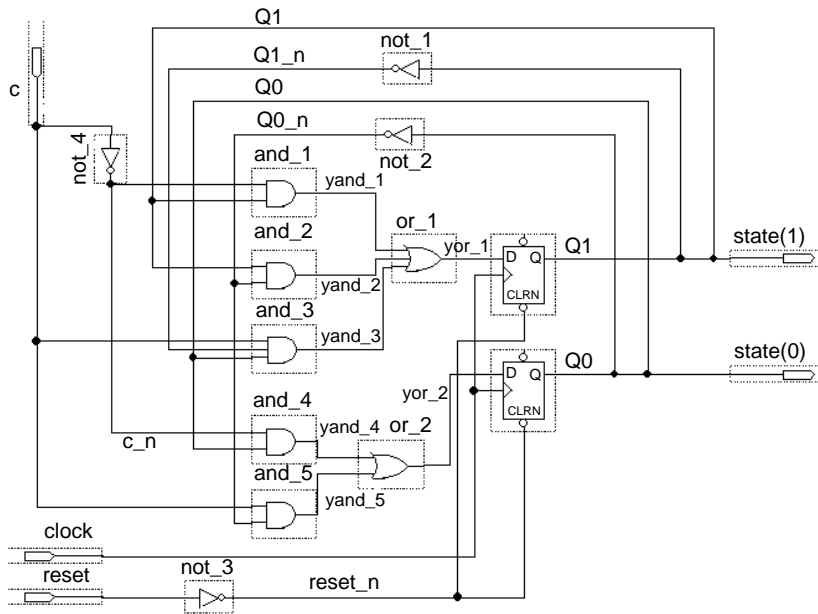 Q1
not_1
Q1_n
c
Q0
Q0_n
not_2
not_4
and_1
yand_1
and_2
or_1
yor_1
D Q
Q1
state(1)
yand_2
CLRN
and_3
yand_3
state(0)
Q0
D Q
yor_2
and_4
CLRN
yand_4
or_2
c_n
and_5
yand_5
clock
reset
not_3
reset_n